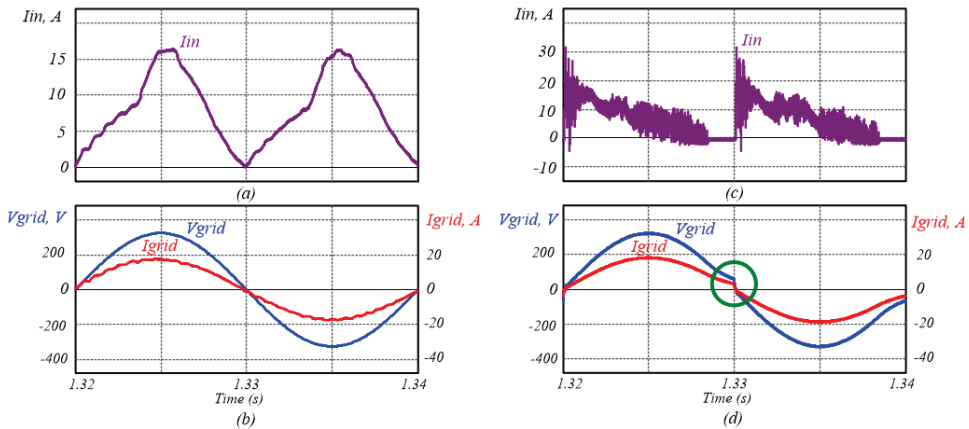 Iin, A
15
10
5
0
Iin
(a)
Iin, A
30
20
10
0
-10
Iin
(c)
Vgrid, V
Igrid, A
200
0
-200
-400
20
0
-20
-40
Vgrid
Igrid
1.32
1.33
1.34
Time (s)
(b)
Vgrid, V
Igrid, A
200
0
-200
-400
20
0
20
-40
Vgrid
Igrid
1.32
1.33
1.34
Time (s)
(d)